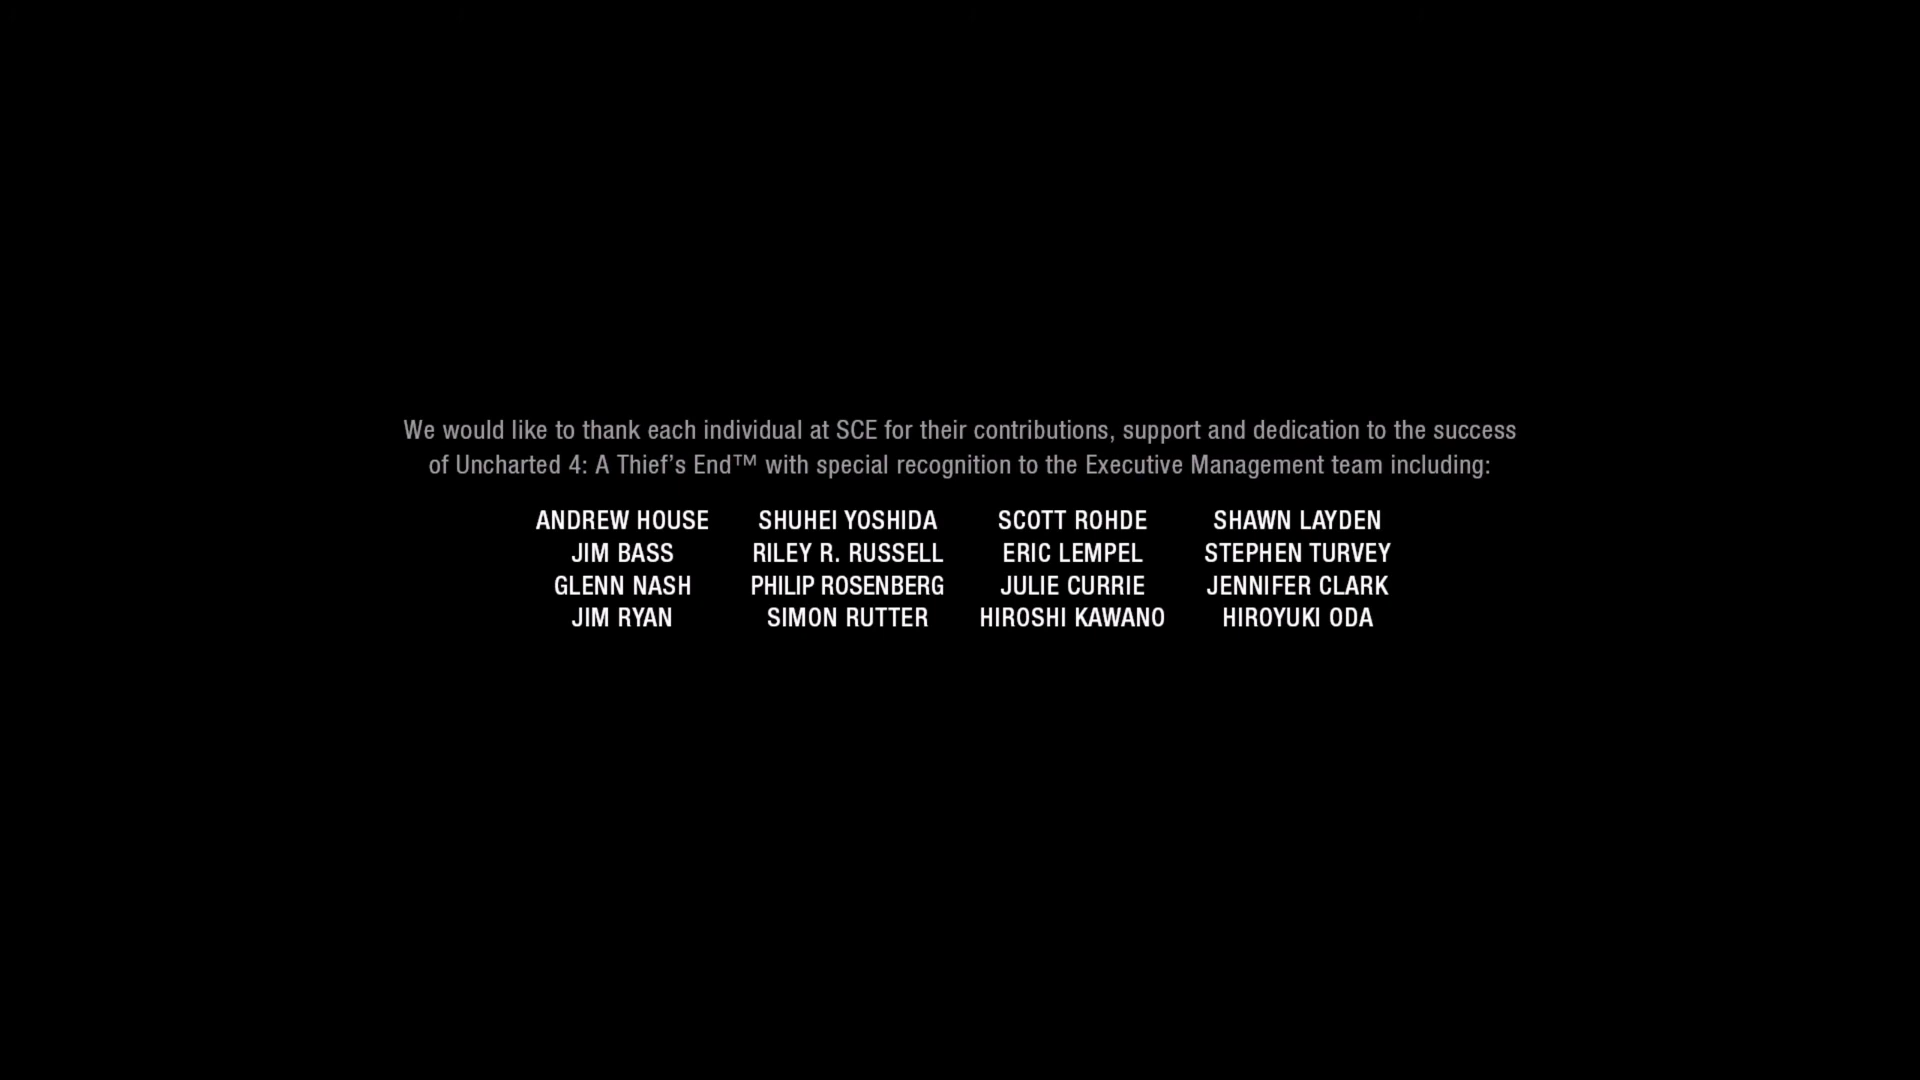 We would like to thank each individual at SCE for their contributions, support and dedication to the success
of Uncharted 4: A Thief's End™ with special recognition to the Executive Management team including:
ANDREW HOUSE SHUHEI YOSHIDA SCOTT ROHDE SHAWN LAYDEN
JIM BASS RILEY R. RUSSELL ERIC LEMPEL STEPHEN TURVEY
GLENN NASH PHILIP ROSENBERG JULIE CURRIE JENNIFER CLARK
JIM RYAN SIMON RUTTER HIROSHI KAWANO HIROYUKI ODA